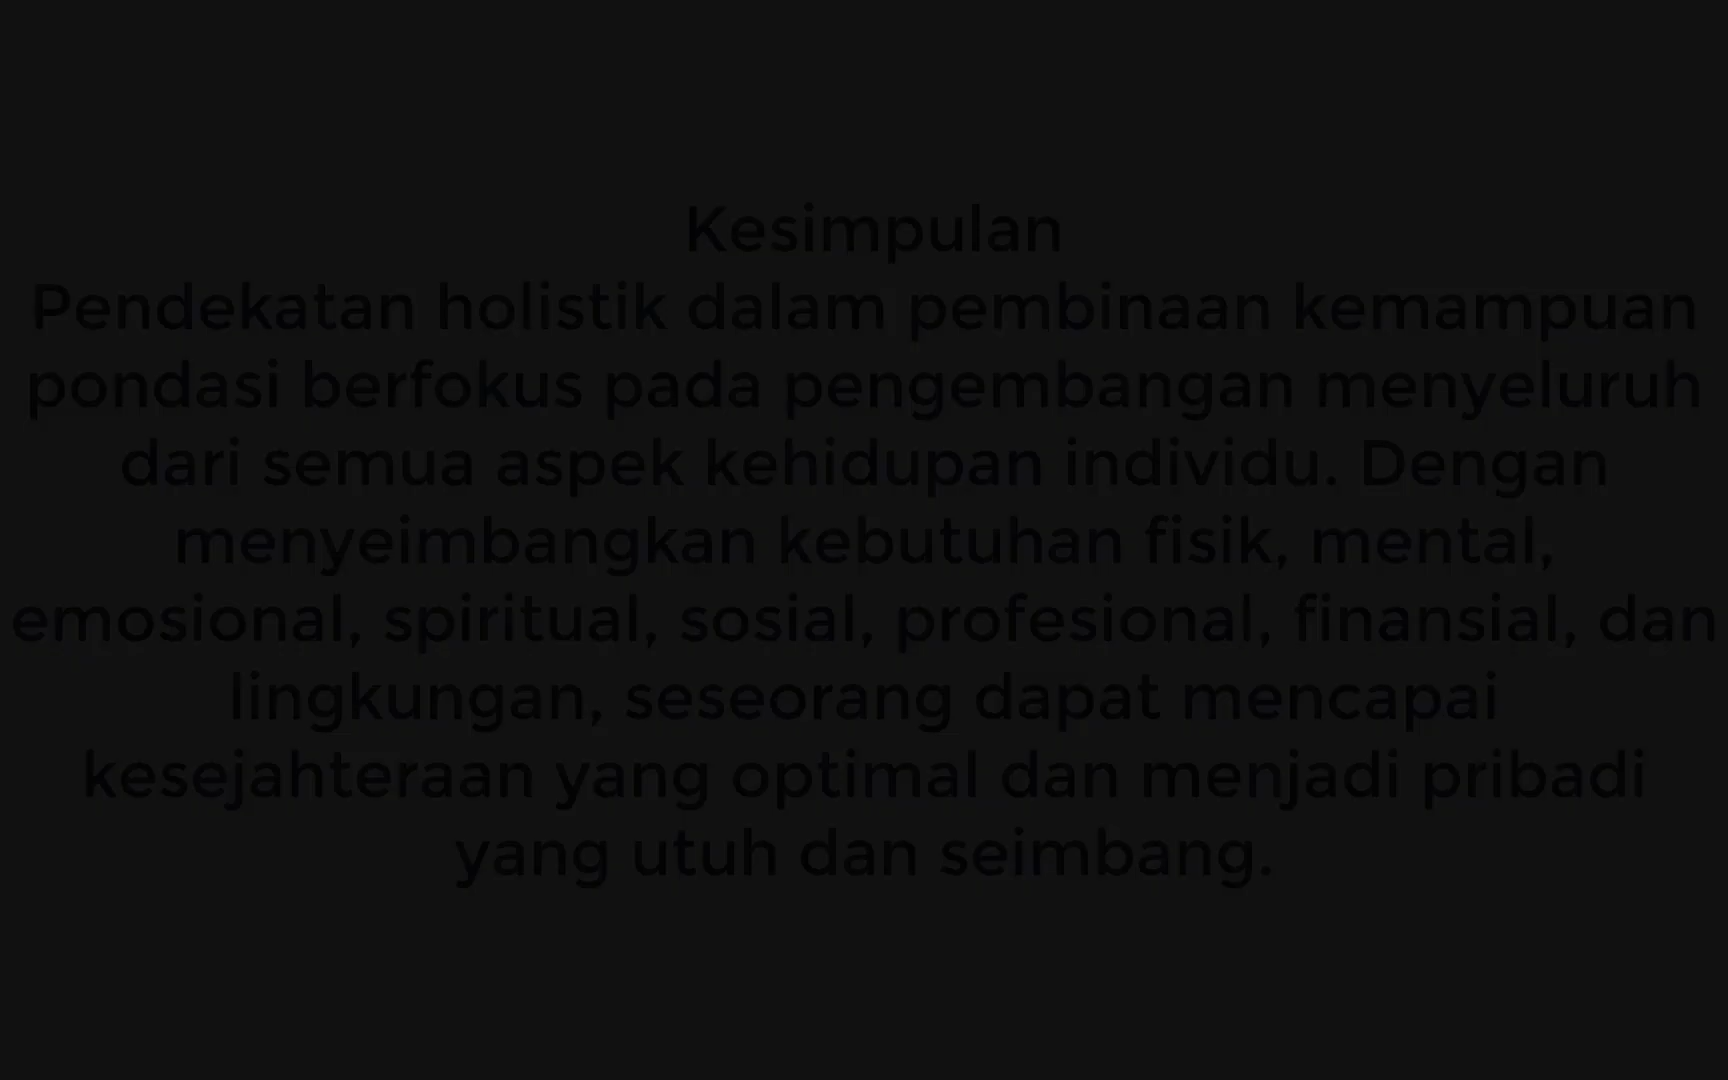 Kesimpulan
Pendekatan holistik dalam pembinaan kemampuan
pondasi berfokus pada pengembangan menyeluruh
dari semua aspek kehidupan individu. Dengan
menyeimbangkan kebutuhan fisik, mental,
emosional, spiritual, sosial, profesional, finansial, dan
lingkungan, seseorang dapat mencapai
kesejahteraan yang optimal dan menjadi pribadi
yang utuh dan seimbang.